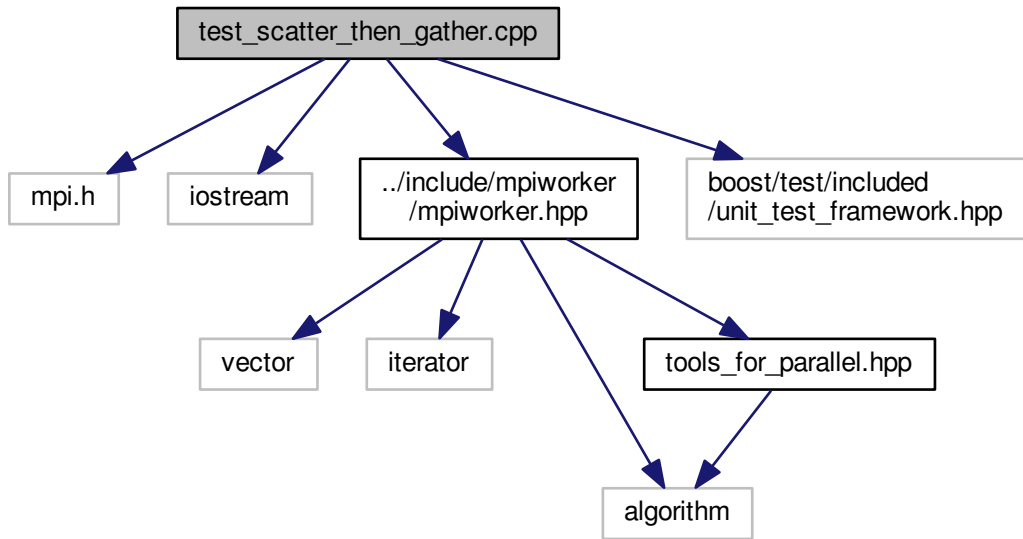 test_scatter_then_gather.cpp
mpi.h
iostream
../include/mpiworker
/mpiworker.hpp
boost/test/included
/unit_test_framework.hpp
vector
iterator
tools_for_parallel.hpp
algorithm